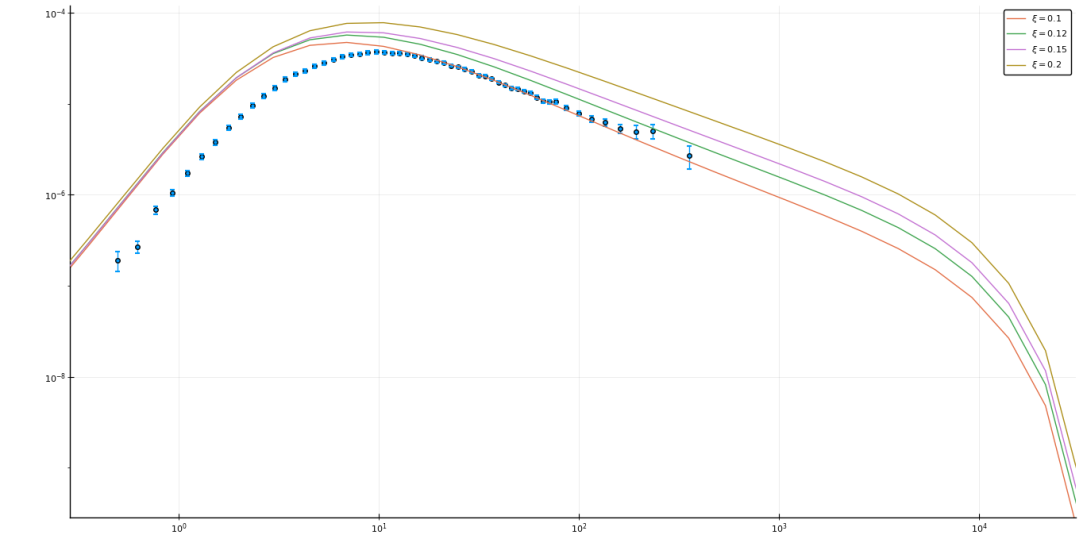 10⁻⁴
ξ = 0.1
ξ = 0.12
ξ = 0.15
ξ = 0.2
10⁻⁶
10⁻⁸
10⁰ 10¹ 10² 10³ 10⁴